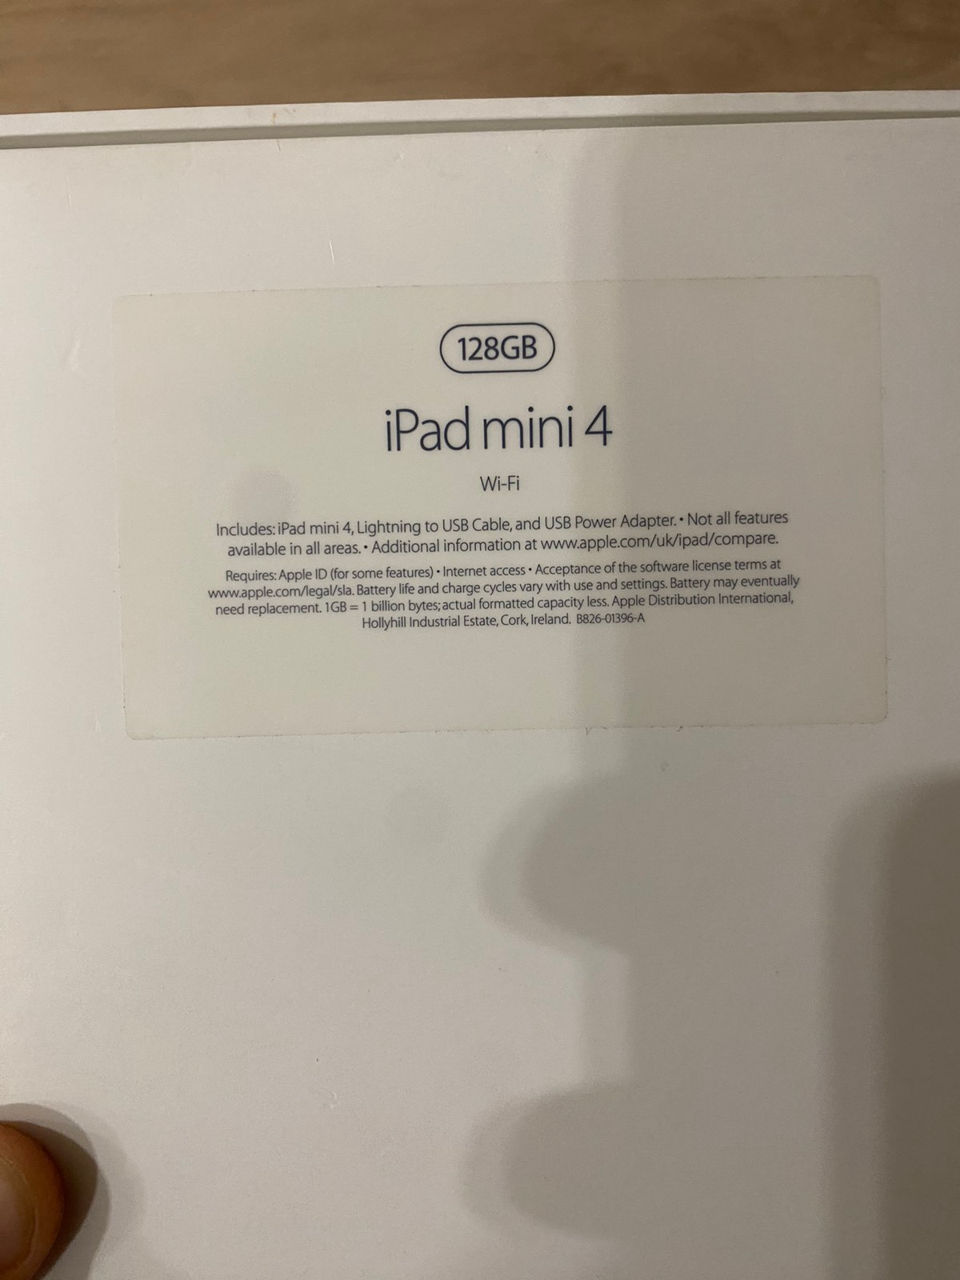 128GB
iPad mini 4
Wi-Fi
Includes: iPad mini 4, Lightning to USB Cable, and USB Power Adapter. • Not all features
available in all areas. • Additional information at www.apple.com/uk/ipad/compare.
Requires: Apple ID (for some features) • Internet access • Acceptance of the software license terms at
www.apple.com/legal/sla. Battery life and charge cycles vary with use and settings. Battery may eventually
need replacement. 1GB = 1 billion bytes; actual formatted capacity less. Apple Distribution International,
Hollyhill Industrial Estate, Cork, Ireland. B826-01396-A